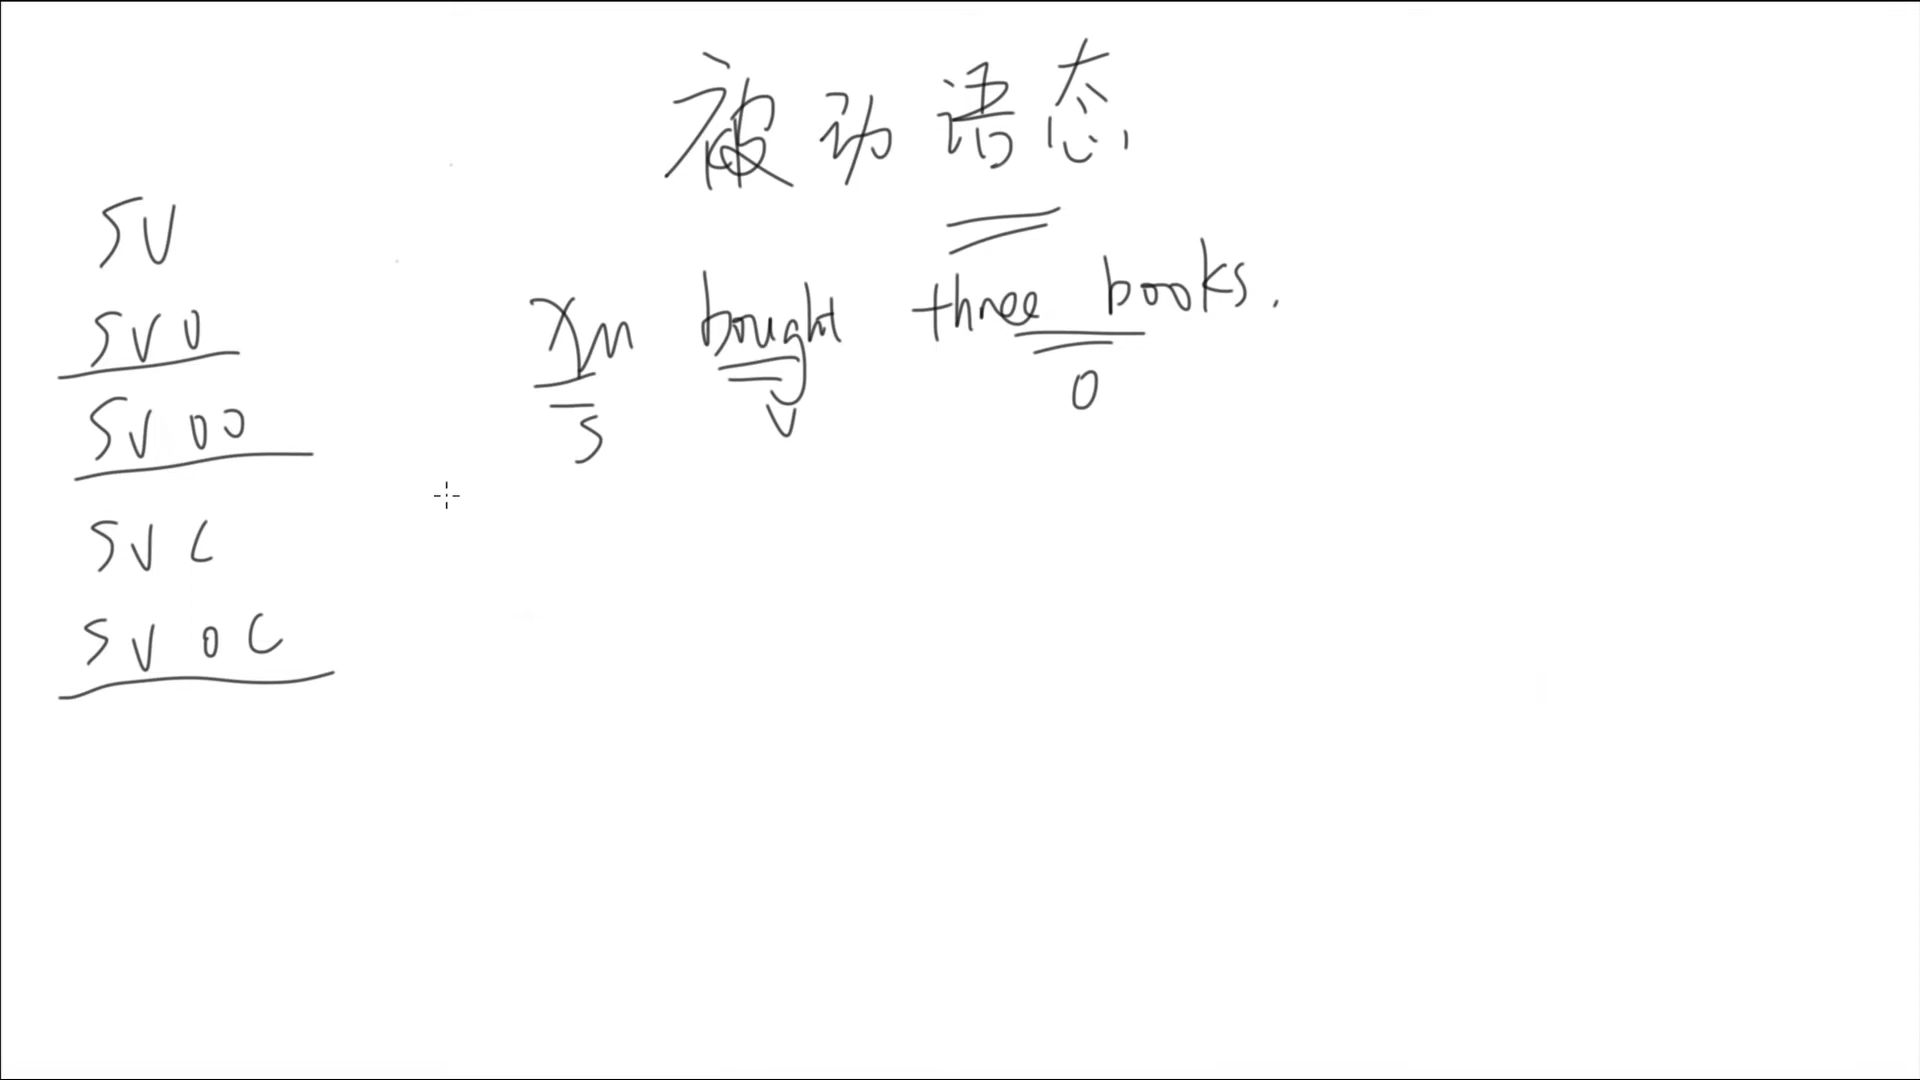 被动语态
SV
SVO
SVOO
SVC
SVOC
Xm bought three books.
S V O